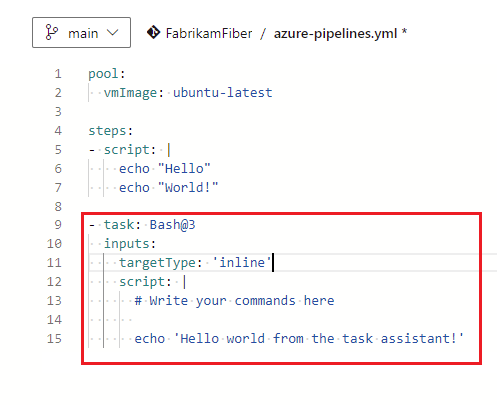 main FabrikamFiber / azure-pipelines.yml *
1 pool:
2   vmImage: ubuntu-latest
3
4 steps:
5 - script: |
6     echo "Hello"
7     echo "World!"
8
9 - task: Bash@3
10   inputs:
11     targetType: 'inline'
12     script: |
13       # Write your commands here
14
15       echo 'Hello world from the task assistant!'